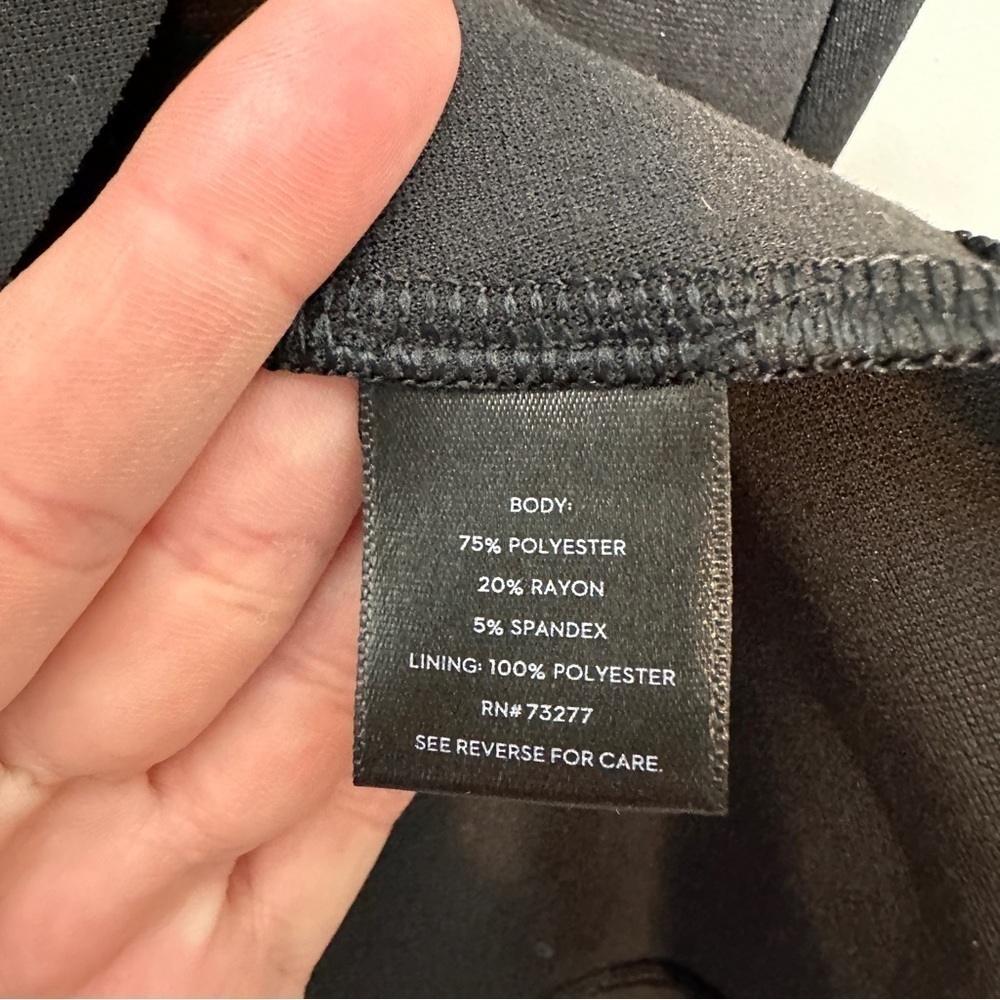 BODY:
75% POLYESTER
20% RAYON
5% SPANDEX
LINING: 100% POLYESTER
RN# 73277
SEE REVERSE FOR CARE.